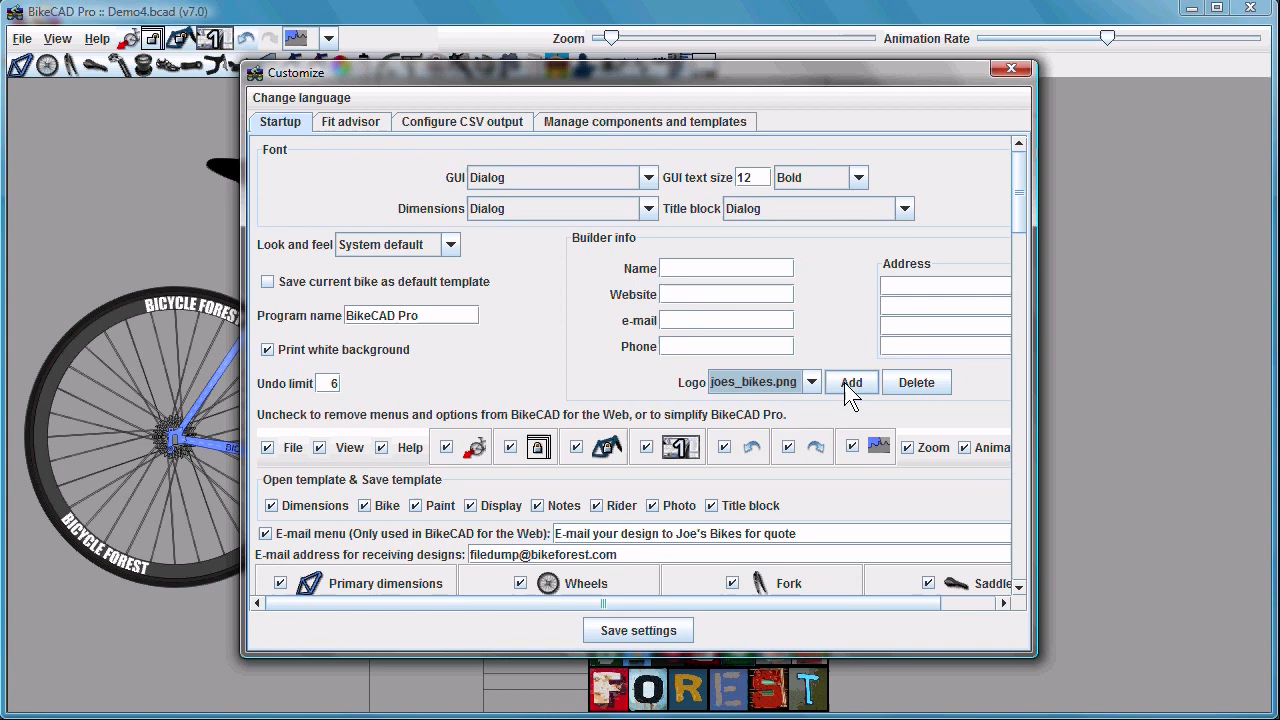 BikeCAD Pro :: Demo4.bcad (v7.0)
File View Help Zoom Animation Rate
Customize
Change language
Startup Fit advisor Configure CSV output Manage components and templates
Font
GUI Dialog GUI text size 12 Bold
Dimensions Dialog Title block Dialog
Look and feel System default Builder info
Name Address
Save current bike as default template
Website
Program name BikeCAD Pro
e-mail
Print white background
Phone
Undo limit 6
Logo joes_bikes.png Add Delete
Uncheck to remove menus and options from BikeCAD for the Web, or to simplify BikeCAD Pro.
File View Help Zoom Anima
Open template & Save template
Dimensions Bike Paint Display Notes Rider Photo Title block
E-mail menu (Only used in BikeCAD for the Web): E-mail your design to Joe's Bikes for quote
E-mail address for receiving designs: filedump@bikeforest.com
Primary dimensions Wheels Fork Saddle
Save settings
BICYCLE FOREST
BICYCLE FOREST
FOREST